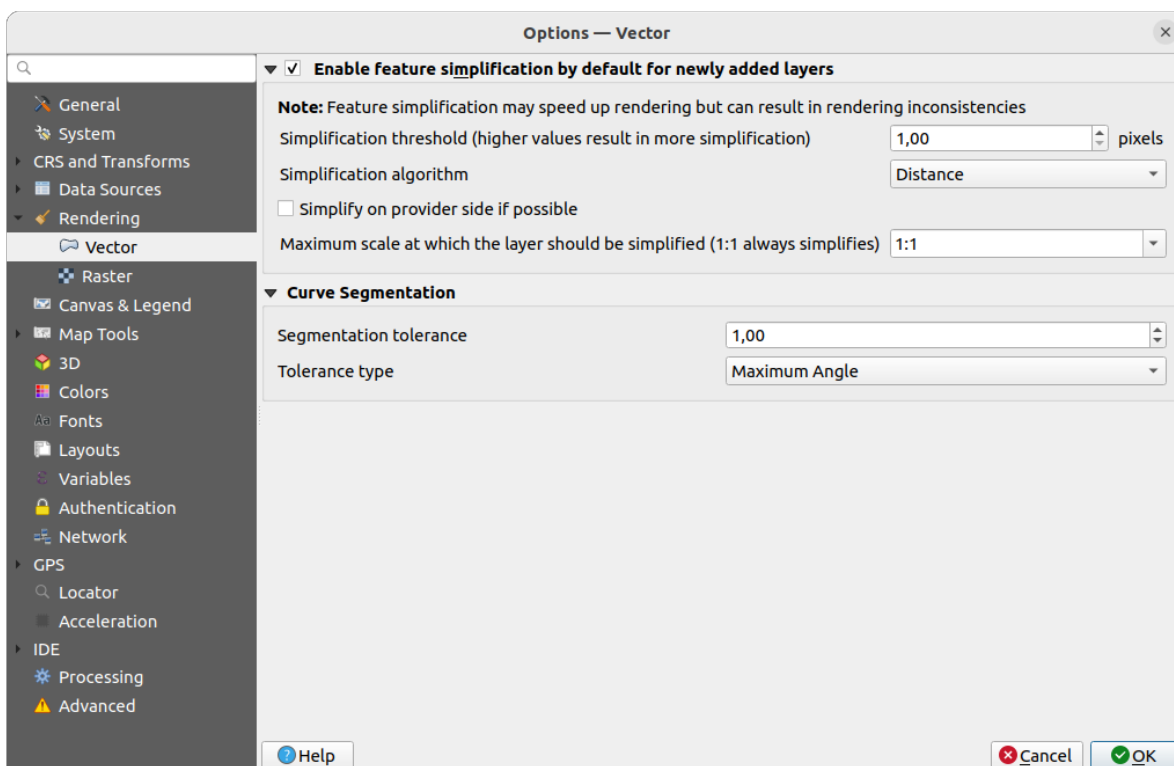 Options — Vector
General
System
CRS and Transforms
Data Sources
Rendering
Vector
Raster
Canvas & Legend
Map Tools
3D
Colors
Aa Fonts
Layouts
ε Variables
Authentication
Network
GPS
Locator
Acceleration
IDE
Processing
Advanced
Enable feature simplification by default for newly added layers
Note: Feature simplification may speed up rendering but can result in rendering inconsistencies
Simplification threshold (higher values result in more simplification) 1,00 pixels
Simplification algorithm Distance
Simplify on provider side if possible
Maximum scale at which the layer should be simplified (1:1 always simplifies) 1:1
Curve Segmentation
Segmentation tolerance 1,00
Tolerance type Maximum Angle
Help Cancel OK